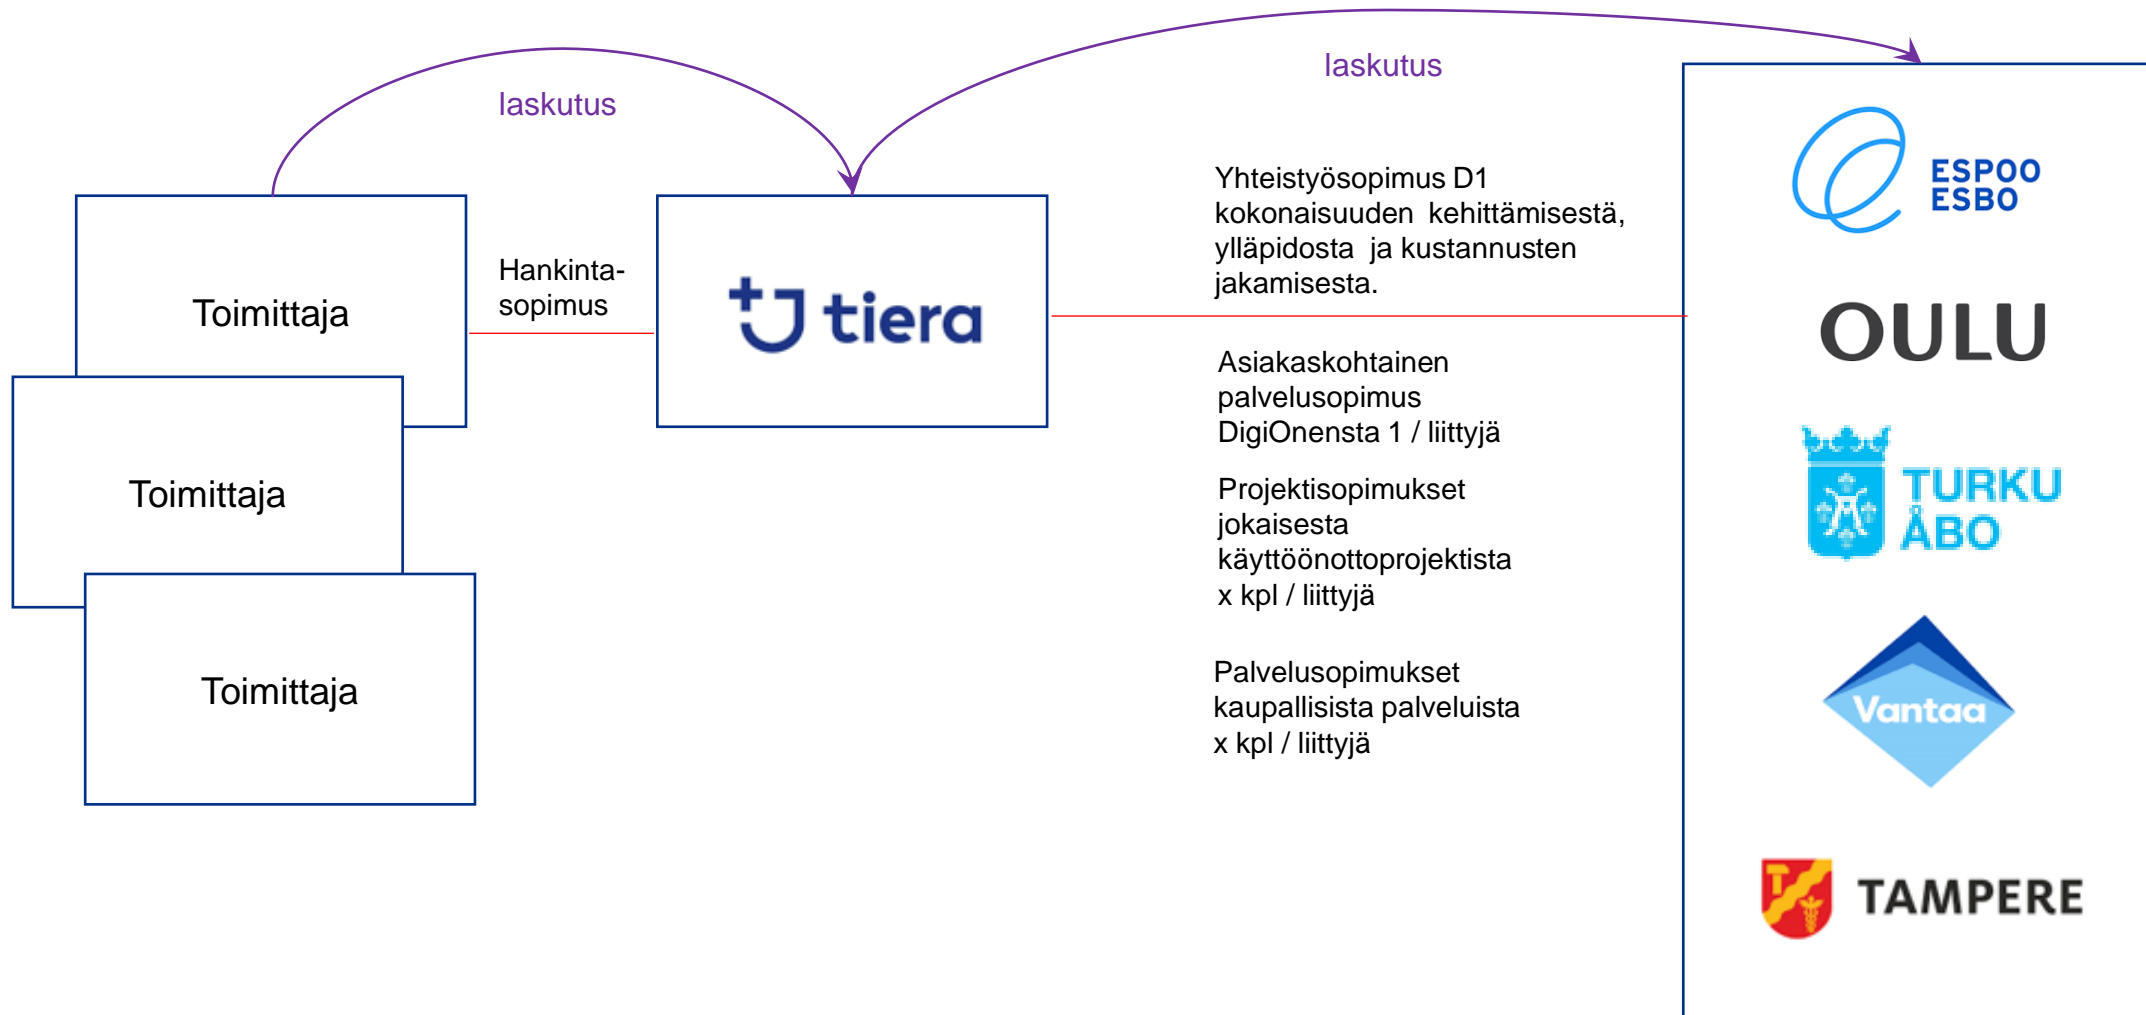 laskutus
laskutus
Toimittaja
Toimittaja
Toimittaja
Hankinta-
sopimus
tiera
Yhteistyösopimus D1
kokonaisuuden kehittämisestä,
ylläpidosta ja kustannusten
jakamisesta.
Asiakaskohtainen
palvelusopimus
DigiOnensta 1 / liittyjä
Projektisopimukset
jokaisesta
käyttöönottoprojektista
x kpl / liittyjä
Palvelusopimukset
kaupallisista palveluista
x kpl / liittyjä
ESPOO
ESBO
OULU
TURKU
ÅBO
Vantaa
TAMPERE